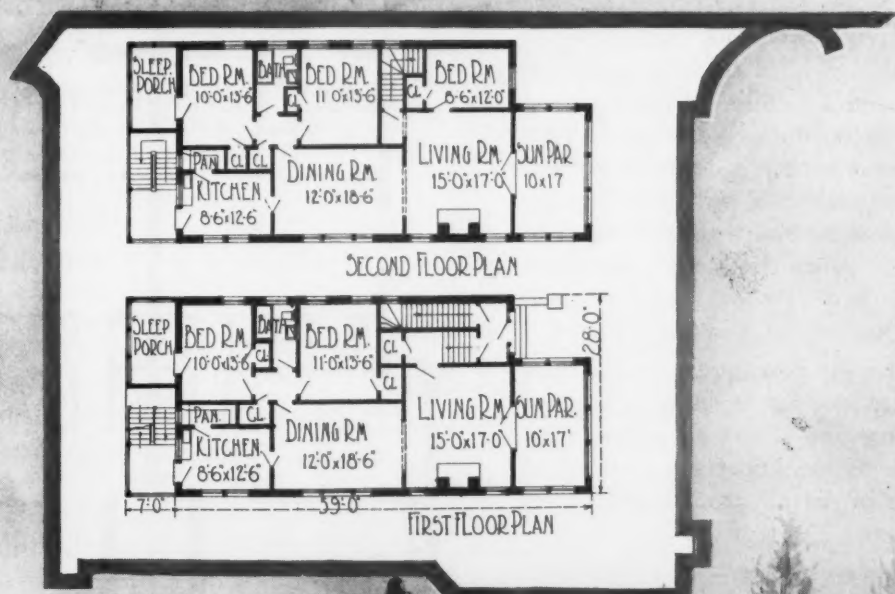 SLEEP. PORCH
BED RM.
10'-0"x13'-6
BATH
CL
BED RM.
11'0"x13'-6
CL
BED RM
8'-6"x12'-0"
PAN.
CL
CL
KITCHEN
8'-6"x12'-6"
DINING RM.
12'-0"x18'-6"
LIVING RM.
15'-0"x17'-0"
SUN PAR.
10x17
SECOND FLOOR PLAN
SLEEP PORCH
BED RM.
10'-0"x13'-6
BATH
CL
BED RM.
11'-0"x13'-6"
CL
CL
28'-0"
PAN.
CL
KITCHEN
8'-6"x12'-6"
DINING RM
12'-0"x18'-6"
LIVING RM.
15'-0"x17'-0"
SUN PAR.
10'x17'
7'-0"
59'-0"
FIRST FLOOR PLAN